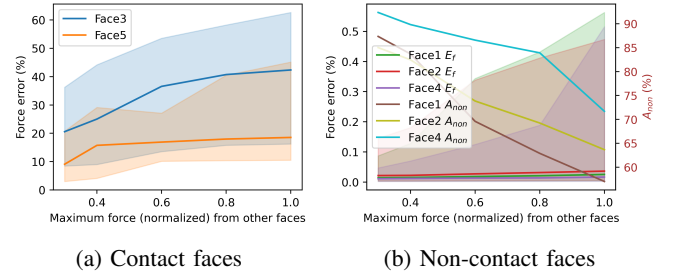 Face3
Face5
Force error (%)
60
50
40
30
20
10
0
0.4
0.6
0.8
1.0
Maximum force (normalized) from other faces
(a) Contact faces
Face1 E_f
Face2 E_f
Face4 E_f
Face1 A_non
Face2 A_non
Face4 A_non
Force error (%)
0.5
0.4
0.3
0.2
0.1
0.0
90
85
80
75
70
65
60
A_non (%)
0.4
0.6
0.8
1.0
Maximum force (normalized) from other faces
(b) Non-contact faces